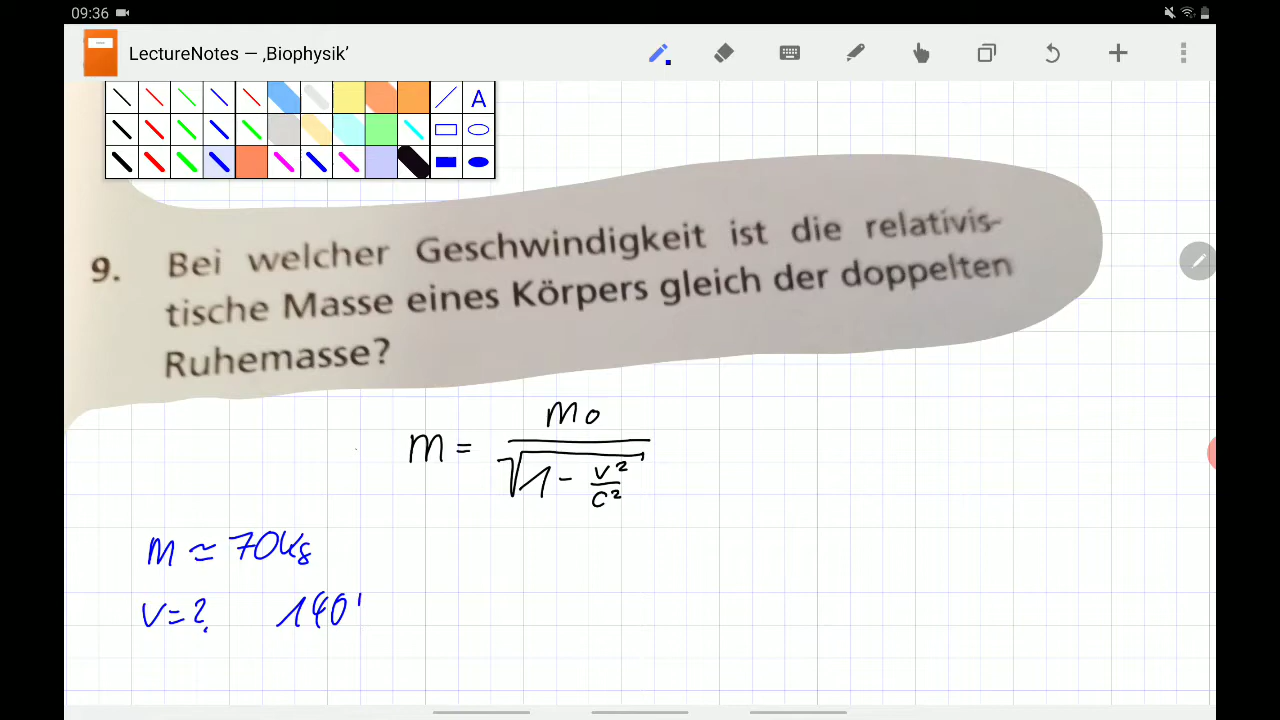 09:36
LectureNotes — ‚Biophysik’
A
9. Bei welcher Geschwindigkeit ist die relativis-
tische Masse eines Körpers gleich der doppelten
Ruhemasse?
m = m0 / √(1 - v²/c²)
m ≃ 70kg
v=? 140